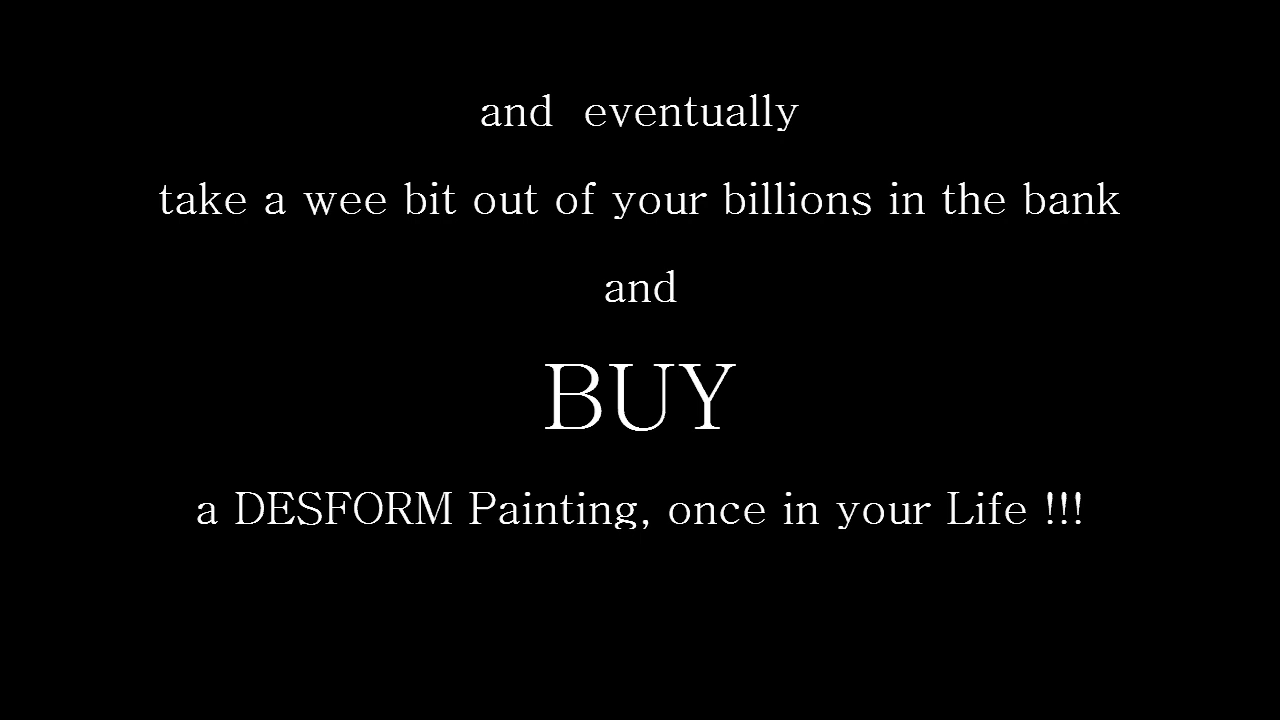 and  eventually
take a wee bit out of your billions in the bank
and
BUY
a DESFORM Painting, once in your Life !!!